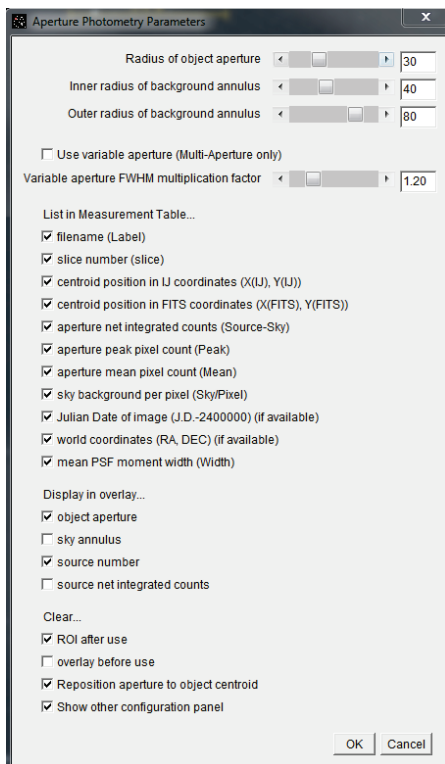 Aperture Photometry Parameters
Radius of object aperture 30
Inner radius of background annulus 40
Outer radius of background annulus 80
Use variable aperture (Multi-Aperture only)
Variable aperture FWHM multiplication factor 1.20
List in Measurement Table...
filename (Label)
slice number (slice)
centroid position in IJ coordinates (X(IJ), Y(IJ))
centroid position in FITS coordinates (X(FITS), Y(FITS))
aperture net integrated counts (Source-Sky)
aperture peak pixel count (Peak)
aperture mean pixel count (Mean)
sky background per pixel (Sky/Pixel)
Julian Date of image (J.D.-2400000) (if available)
world coordinates (RA, DEC) (if available)
mean PSF moment width (Width)
Display in overlay...
object aperture
sky annulus
source number
source net integrated counts
Clear...
ROI after use
overlay before use
Reposition aperture to object centroid
Show other configuration panel
OK Cancel